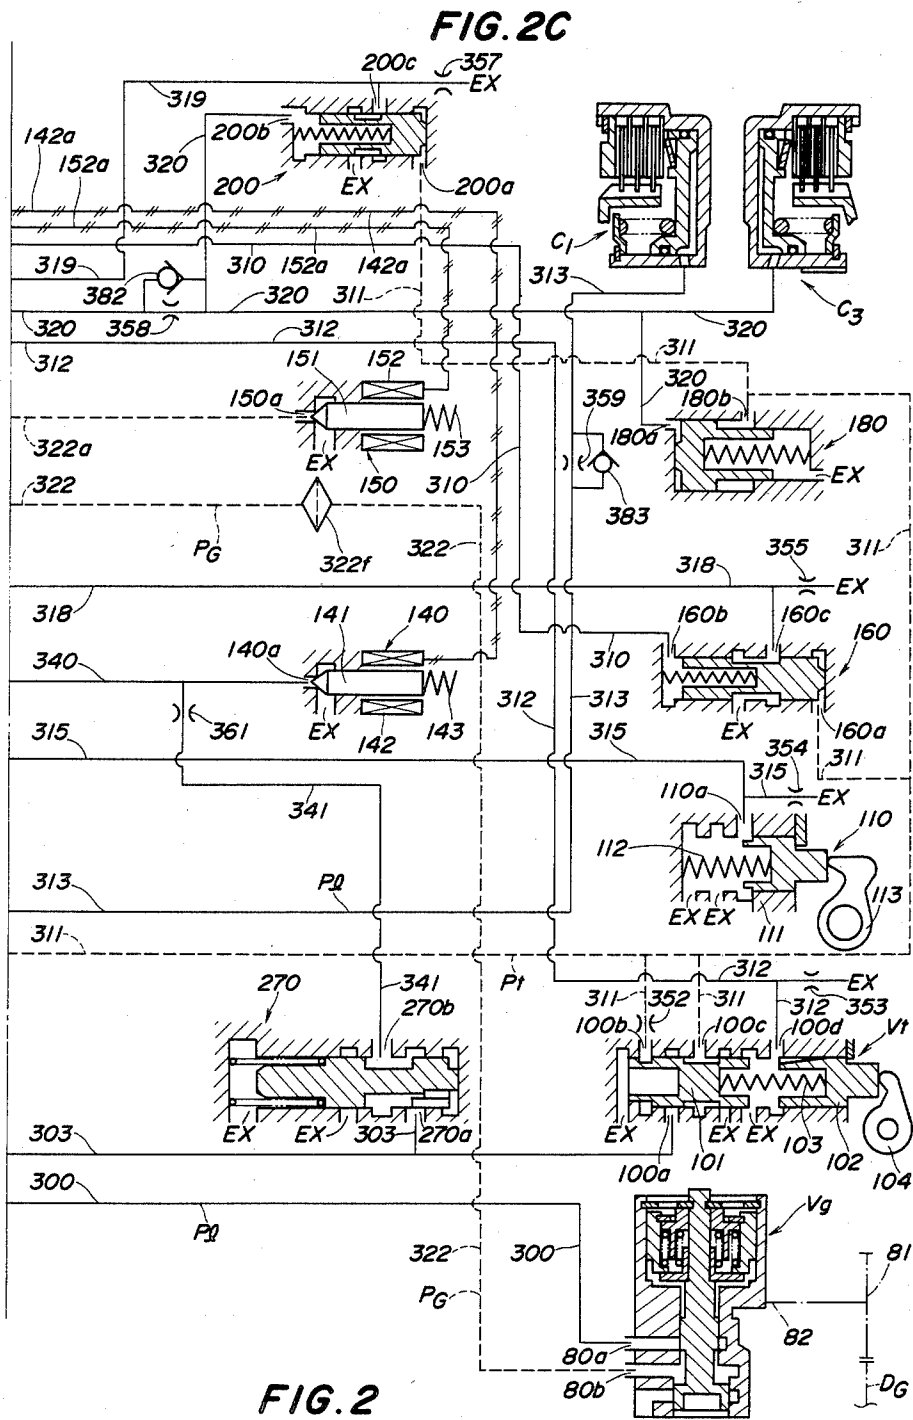 FIG. 2C
200c
357
EX
319
142a
200b
152a
320
200
EX
200a
319
382
310
152a
142a
C1
313
C3
311
320
358
320
312
320
312
311
151
152
320
180b
150a
359
180a
180
322a
EX
150
153
EX
322
310
383
PG
322f
322
311
355
318
EX
318
141
140
160b
160c
160
340
140a
310
312
313
361
EX
142
143
EX
160a
315
315
354
311
341
110a
315
EX
110
112
313
Pl
EX
EX
111
113
311
Pt
312
EX
270
341
311
352
311
312
353
270b
100b
100c
100d
Vt
EX
EX
303
270a
EX
EX
EX
303
100a
101
103
102
104
300
Pl
322
300
Vg
81
PG
82
80a
80b
DG
FIG. 2